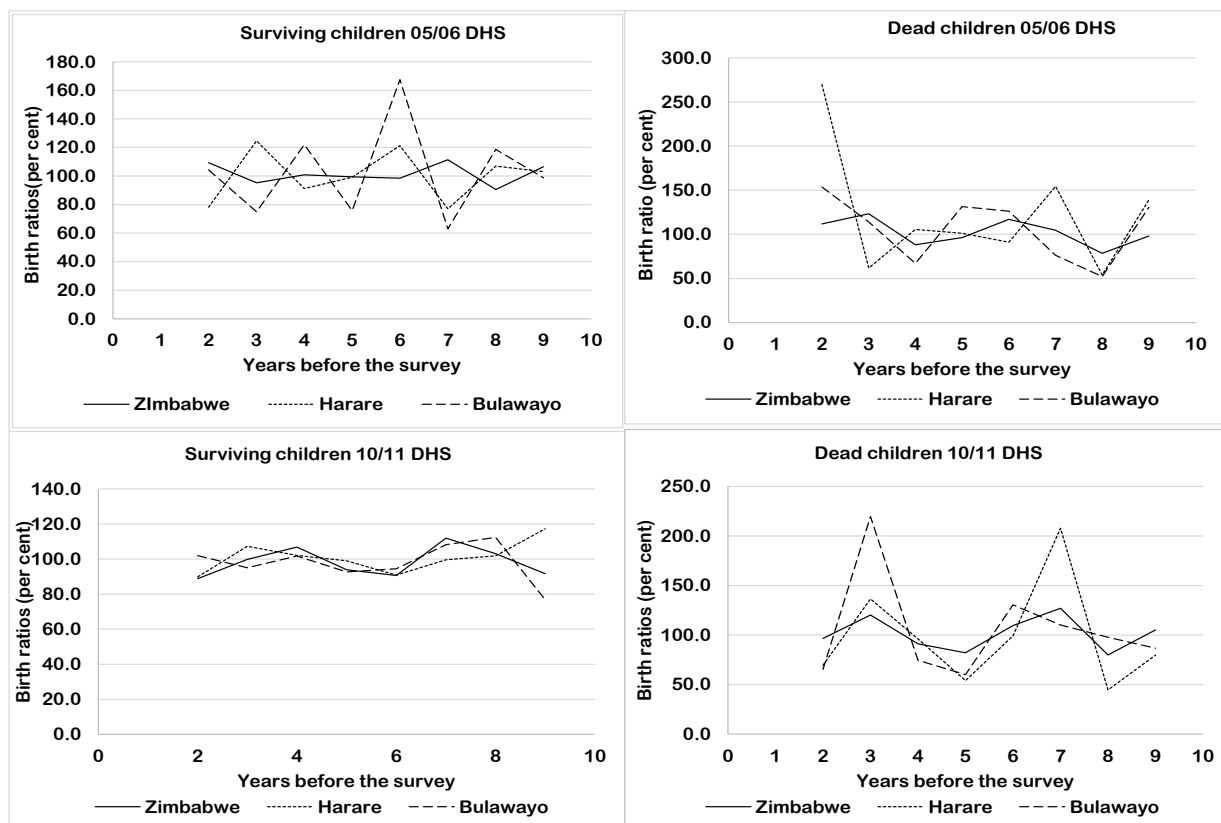 Surviving children 05/06 DHS
Birth ratios(per cent)
180.0
160.0
140.0
120.0
100.0
80.0
60.0
40.0
20.0
0.0
0 1 2 3 4 5 6 7 8 9 10
Years before the survey
ZImbabwe Harare Bulawayo
Dead children 05/06 DHS
Birth ratio (per cent)
300.0
250.0
200.0
150.0
100.0
50.0
0.0
0 1 2 3 4 5 6 7 8 9 10
Years before the survey
Zimbabwe Harare Bulawayo
Surviving children 10/11 DHS
Birth ratios (per cent)
140.0
120.0
100.0
80.0
60.0
40.0
20.0
0.0
0 2 4 6 8 10
Years before the survey
Zimbabwe Harare Bulawayo
Dead children 10/11 DHS
Birth ratios (per cent)
250.0
200.0
150.0
100.0
50.0
0.0
0 1 2 3 4 5 6 7 8 9 10
Years before the survey
Zimbabwe Harare Bulawayo